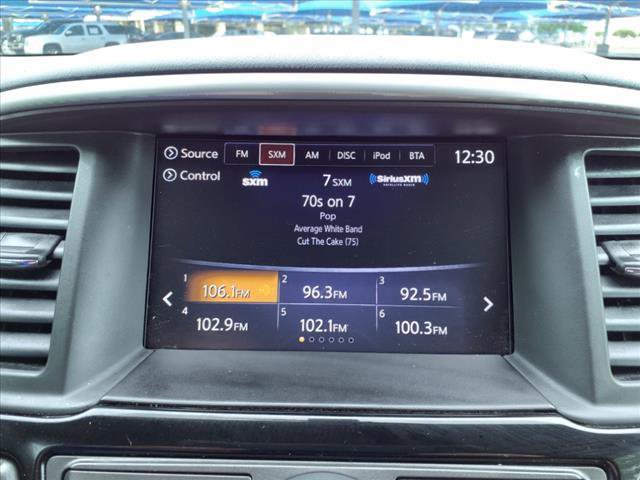 Source FM SXM AM DISC iPod BTA 12:30
Control sxm 7 SXM SiriusXM
SATELLITE RADIO
70s on 7
Pop
Average White Band
Cut The Cake (75)
1 106.1FM 2 96.3FM 3 92.5FM
4 102.9FM 5 102.1FM 6 100.3FM